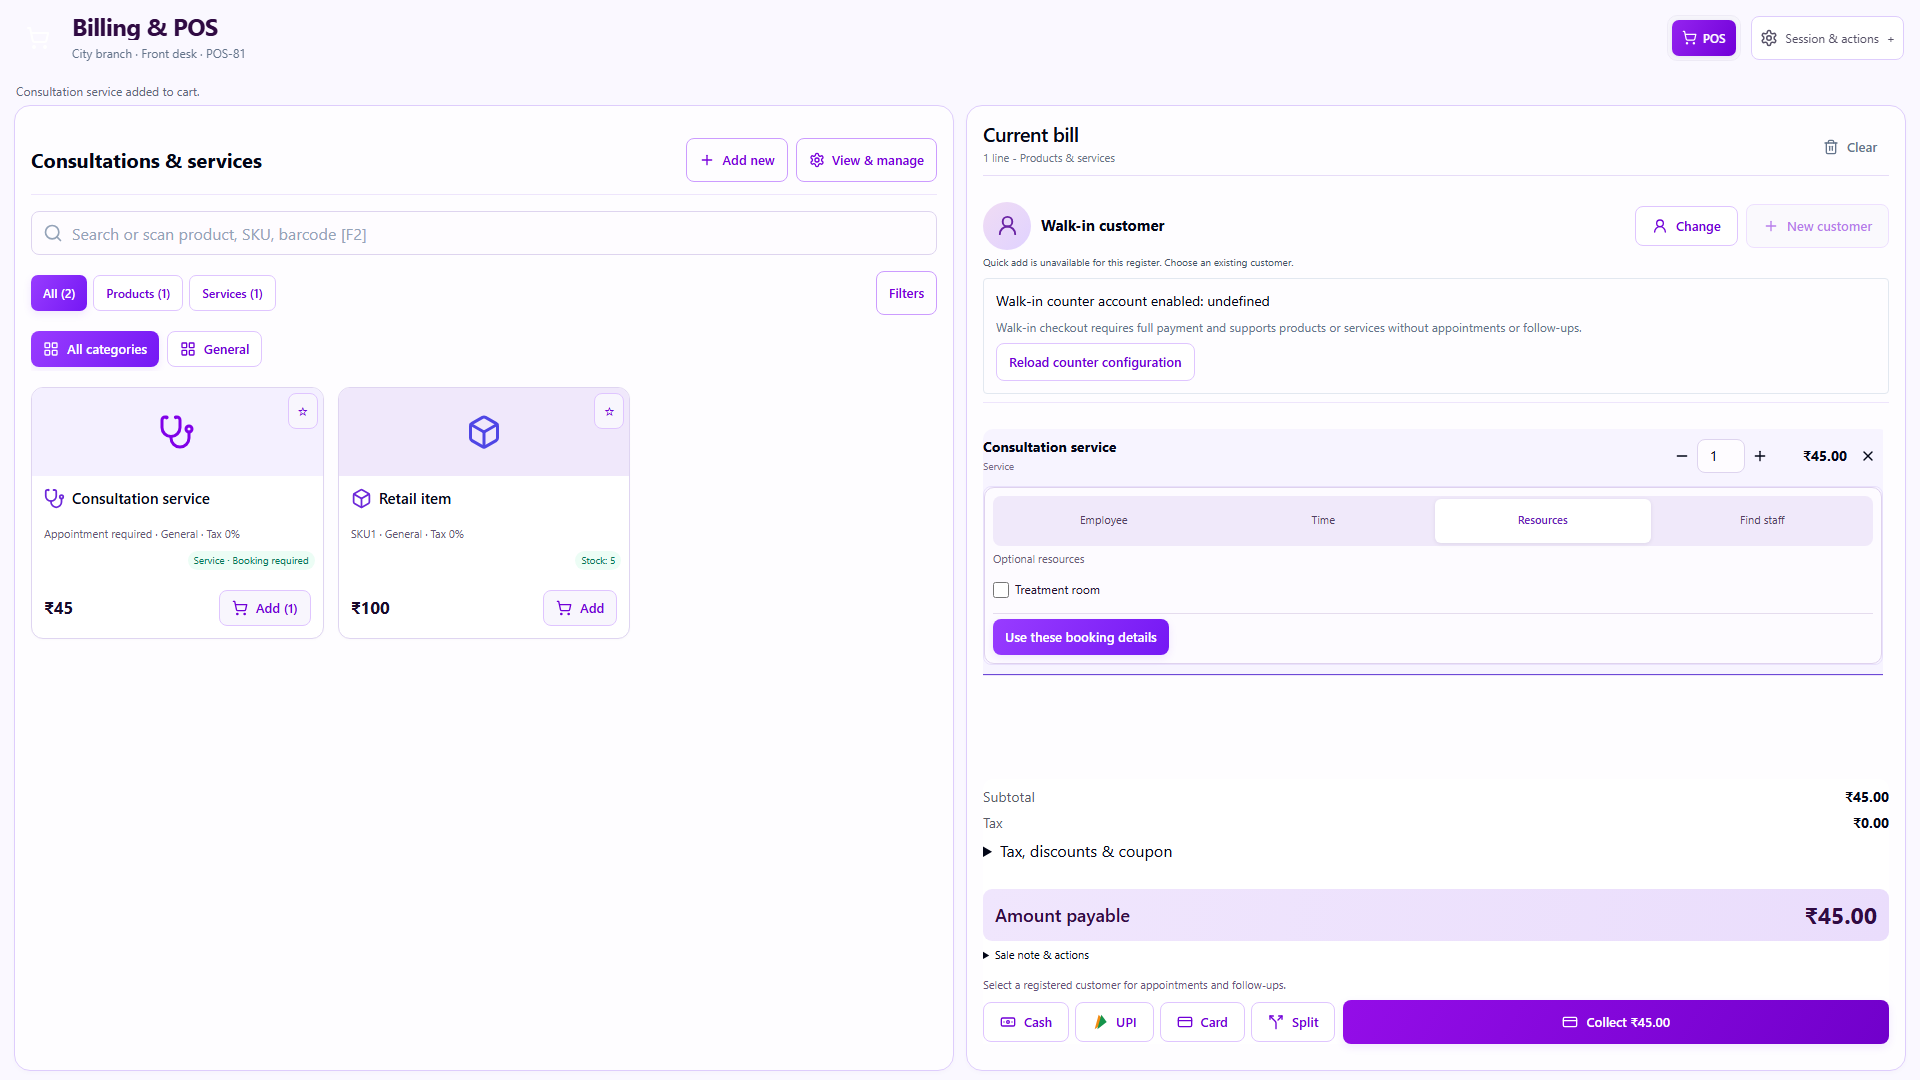 Billing & POS
City branch · Front desk · POS-81
POS
Session & actions +
Consultation service added to cart.
Consultations & services
Add new
View & manage
Search or scan product, SKU, barcode [F2]
All (2)
Products (1)
Services (1)
Filters
All categories
General
Consultation service
Appointment required · General · Tax 0%
Service · Booking required
₹45
Add (1)
Retail item
SKU1 · General · Tax 0%
Stock: 5
₹100
Add
Current bill
1 line - Products & services
Clear
Walk-in customer
Change
New customer
Quick add is unavailable for this register. Choose an existing customer.
Walk-in counter account enabled: undefined
Walk-in checkout requires full payment and supports products or services without appointments or follow-ups.
Reload counter configuration
Consultation service
Service
1
₹45.00
Employee
Time
Resources
Find staff
Optional resources
Treatment room
Use these booking details
Subtotal
₹45.00
Tax
₹0.00
Tax, discounts & coupon
Amount payable
₹45.00
Sale note & actions
Select a registered customer for appointments and follow-ups.
Cash
UPI
Card
Split
Collect ₹45.00